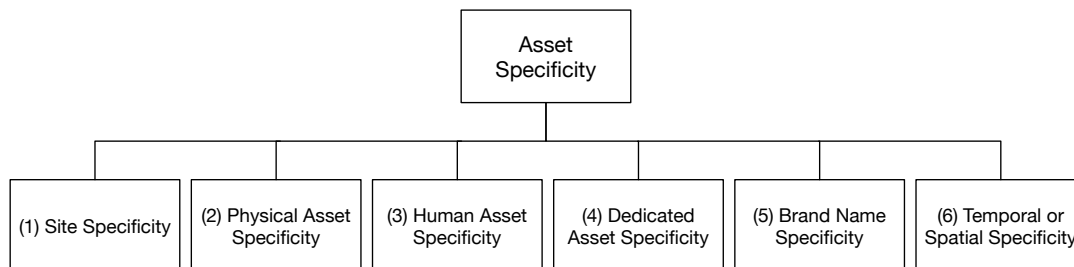 Asset
Specificity
(1) Site Specificity
(2) Physical Asset
Specificity
(3) Human Asset
Specificity
(4) Dedicated
Asset Specificity
(5) Brand Name
Specificity
(6) Temporal or
Spatial Specificity